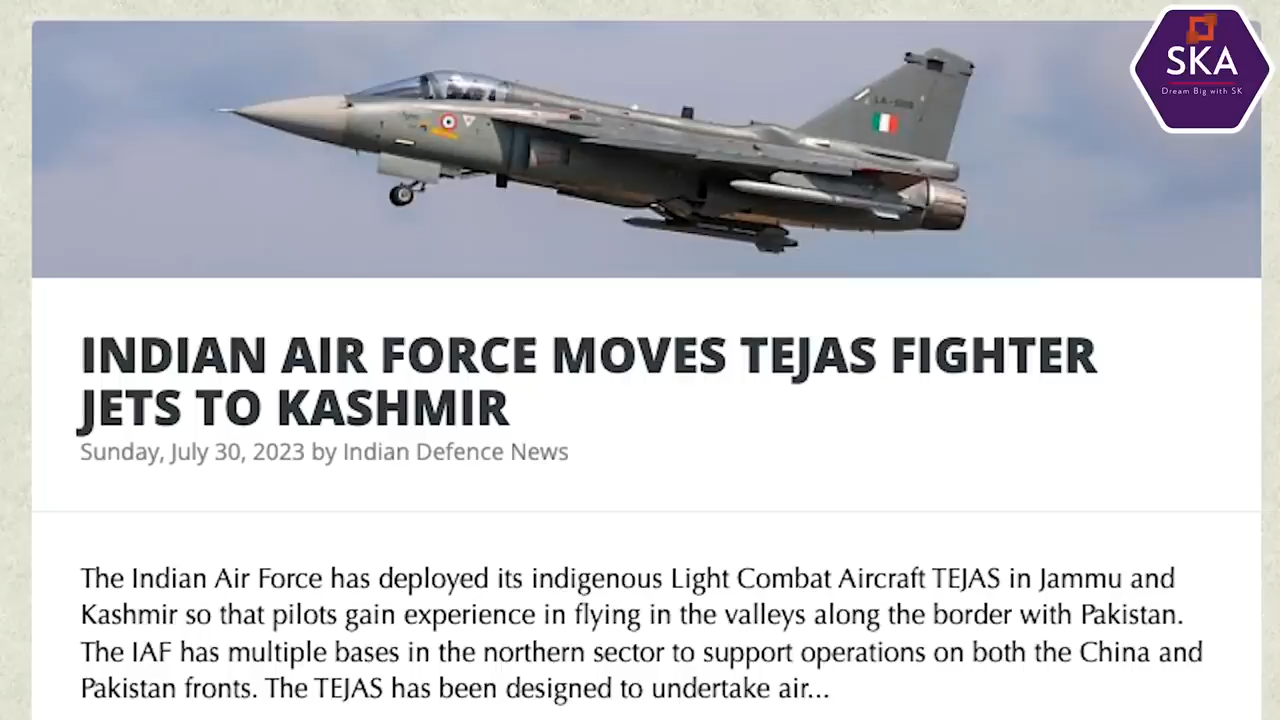 SKA
Dream Big with SK
INDIAN AIR FORCE MOVES TEJAS FIGHTER
JETS TO KASHMIR
Sunday, July 30, 2023 by Indian Defence News
The Indian Air Force has deployed its indigenous Light Combat Aircraft TEJAS in Jammu and
Kashmir so that pilots gain experience in flying in the valleys along the border with Pakistan.
The IAF has multiple bases in the northern sector to support operations on both the China and
Pakistan fronts. The TEJAS has been designed to undertake air...